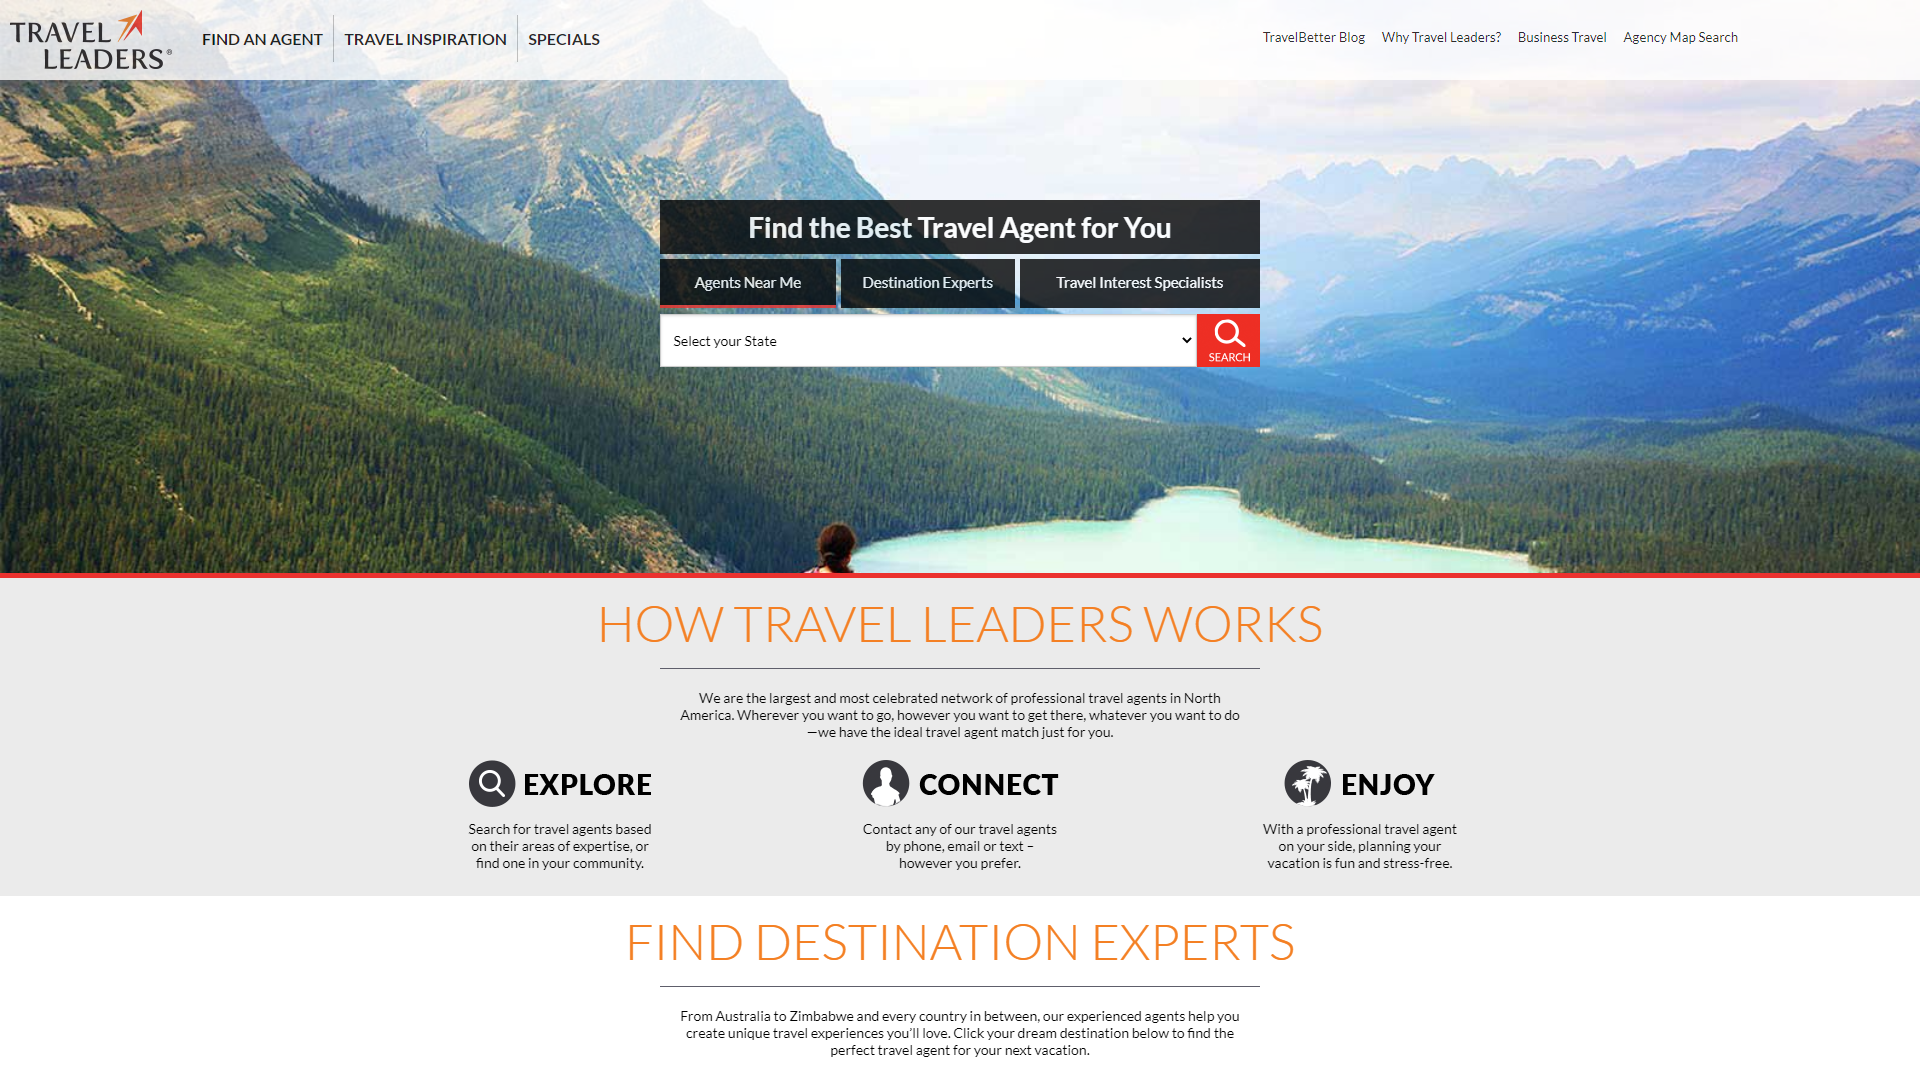 TRAVEL
LEADERS®
FIND AN AGENT
TRAVEL INSPIRATION
SPECIALS
TravelBetter Blog
Why Travel Leaders?
Business Travel
Agency Map Search
Find the Best Travel Agent for You
Agents Near Me
Destination Experts
Travel Interest Specialists
Select your State
SEARCH
HOW TRAVEL LEADERS WORKS
We are the largest and most celebrated network of professional travel agents in North
America. Wherever you want to go, however you want to get there, whatever you want to do
—we have the ideal travel agent match just for you.
EXPLORE
Search for travel agents based
on their areas of expertise, or
find one in your community.
CONNECT
Contact any of our travel agents
by phone, email or text –
however you prefer.
ENJOY
With a professional travel agent
on your side, planning your
vacation is fun and stress-free.
FIND DESTINATION EXPERTS
From Australia to Zimbabwe and every country in between, our experienced agents help you
create unique travel experiences you’ll love. Click your dream destination below to find the
perfect travel agent for your next vacation.